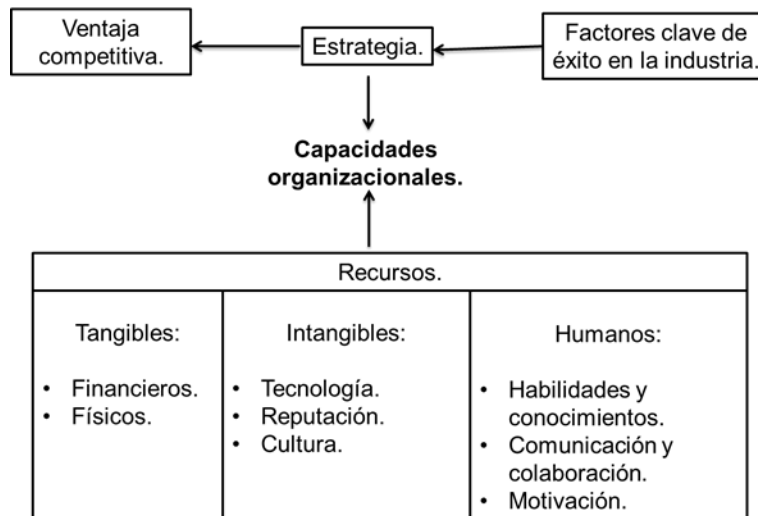 Ventaja
competitiva.
Estrategia.
Factores clave de
éxito en la industria.
Capacidades
organizacionales.
Recursos.
Tangibles:
• Financieros.
• Físicos.
Intangibles:
• Tecnología.
• Reputación.
• Cultura.
Humanos:
• Habilidades y
conocimientos.
• Comunicación y
colaboración.
• Motivación.